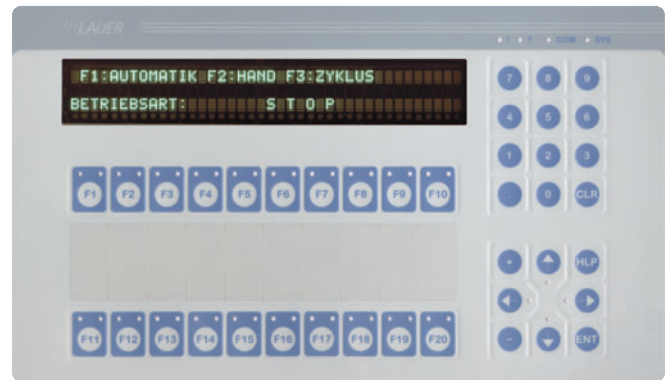 LAUER
! ? COM SYS
F1:AUTOMATIK F2:HAND F3:ZYKLUS
BETRIEBSART: S T O P
7 8 9
4 5 6
1 2 3
. 0 CLR
F1 F2 F3 F4 F5 F6 F7 F8 F9 F10
+ HLP
- ENT
F11 F12 F13 F14 F15 F16 F17 F18 F19 F20